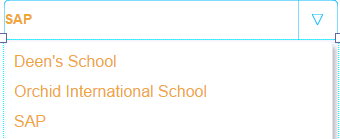 SAP
Deen's School
Orchid International School
SAP